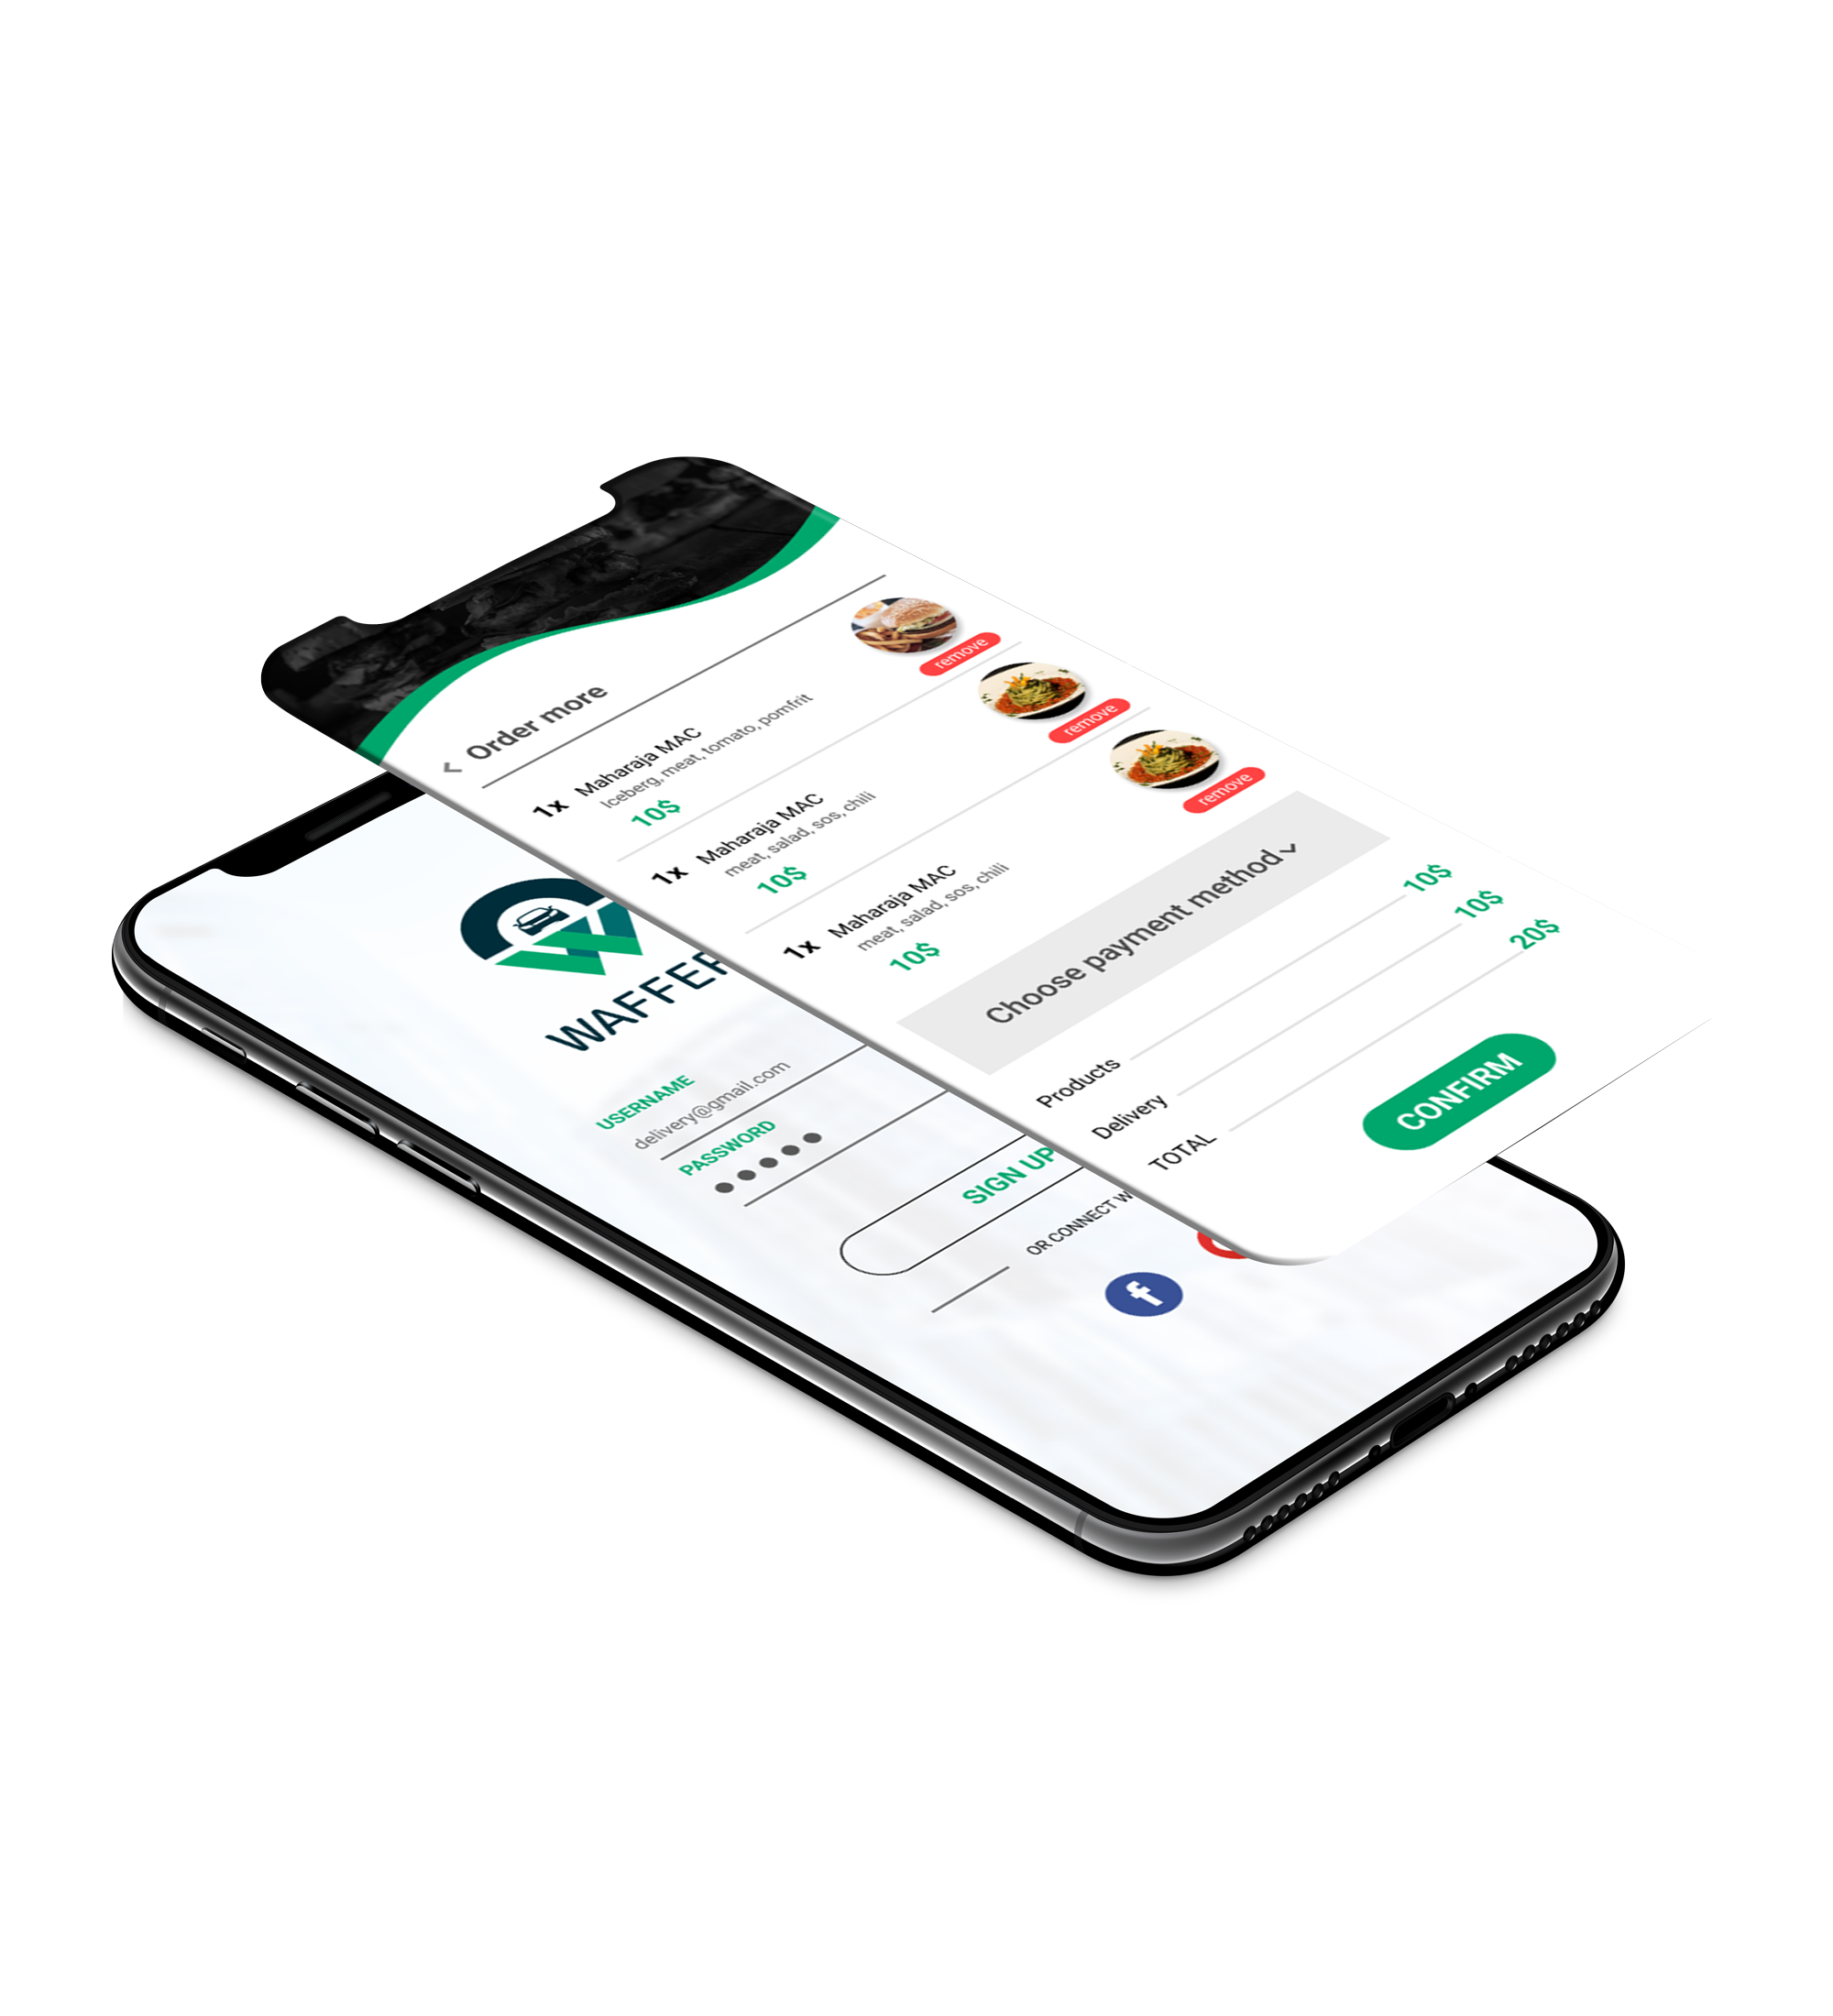 < Order more
1x Maharaja MAC
Iceberg, meat, tomato, pomfrit
10$
remove
1x Maharaja MAC
meat, salad, sos, chili
10$
remove
1x Maharaja MAC
meat, salad, sos, chili
10$
remove
Choose payment method
Products 10$
Delivery 10$
TOTAL 20$
CONFIRM
WAFFER
USERNAME
delivery@gmail.com
PASSWORD
●●●●●
SIGN UP
OR CONNECT W
f